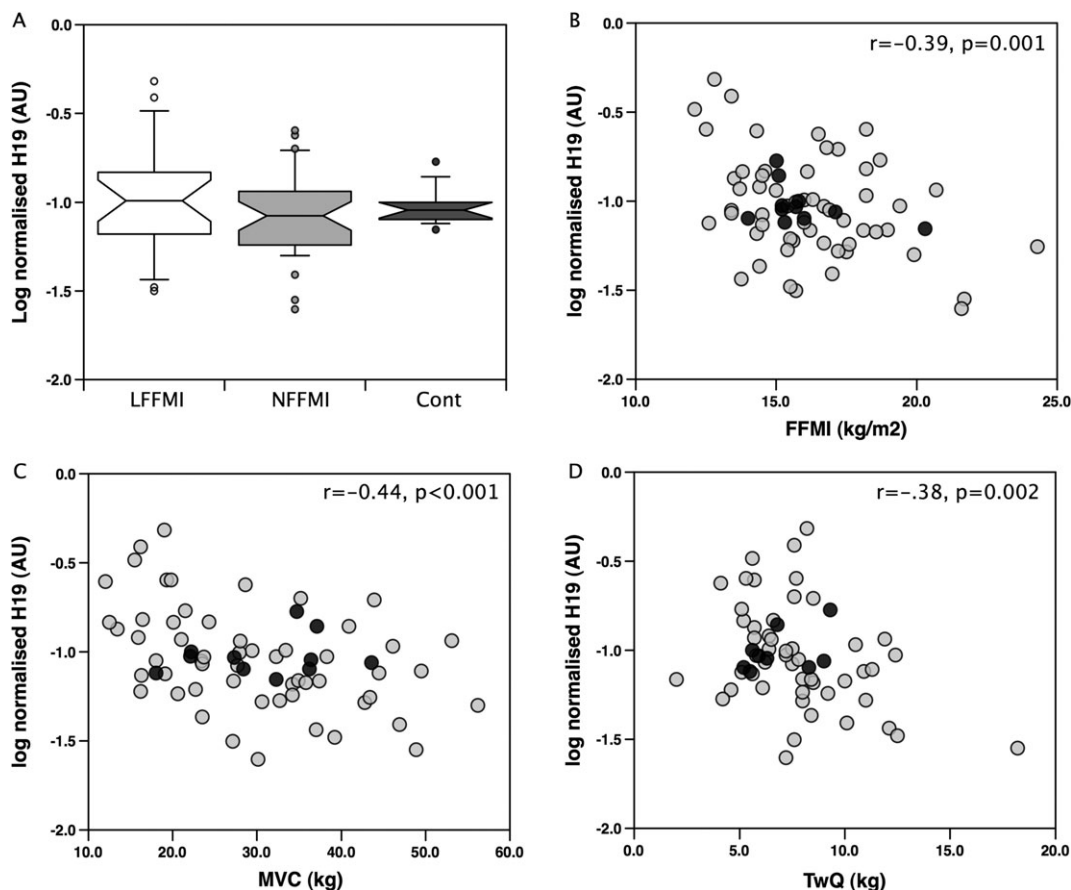 A
Log normalised H19 (AU)
0.0
-0.5
-1.0
-1.5
-2.0
LFFMI
NFFMI
Cont
B
log normalised H19 (AU)
0.0
-0.5
-1.0
-1.5
-2.0
r=-0.39, p=0.001
10.0
15.0
20.0
25.0
FFMI (kg/m2)
C
log normalised H19 (AU)
0.0
-0.5
-1.0
-1.5
-2.0
r=-0.44, p<0.001
10.0
20.0
30.0
40.0
50.0
60.0
MVC (kg)
D
log normalised H19 (AU)
0.0
-0.5
-1.0
-1.5
-2.0
r=-.38, p=0.002
0.0
5.0
10.0
15.0
20.0
TwQ (kg)